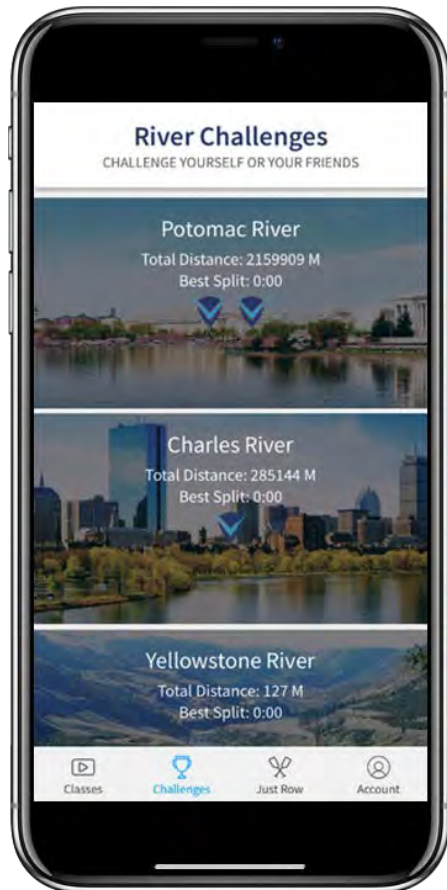 River Challenges
CHALLENGE YOURSELF OR YOUR FRIENDS
Potomac River
Total Distance: 2159909 M
Best Split: 0:00
Charles River
Total Distance: 285144 M
Best Split: 0:00
Yellowstone River
Total Distance: 127 M
Best Split: 0:00
Classes
Challenges
Just Row
Account